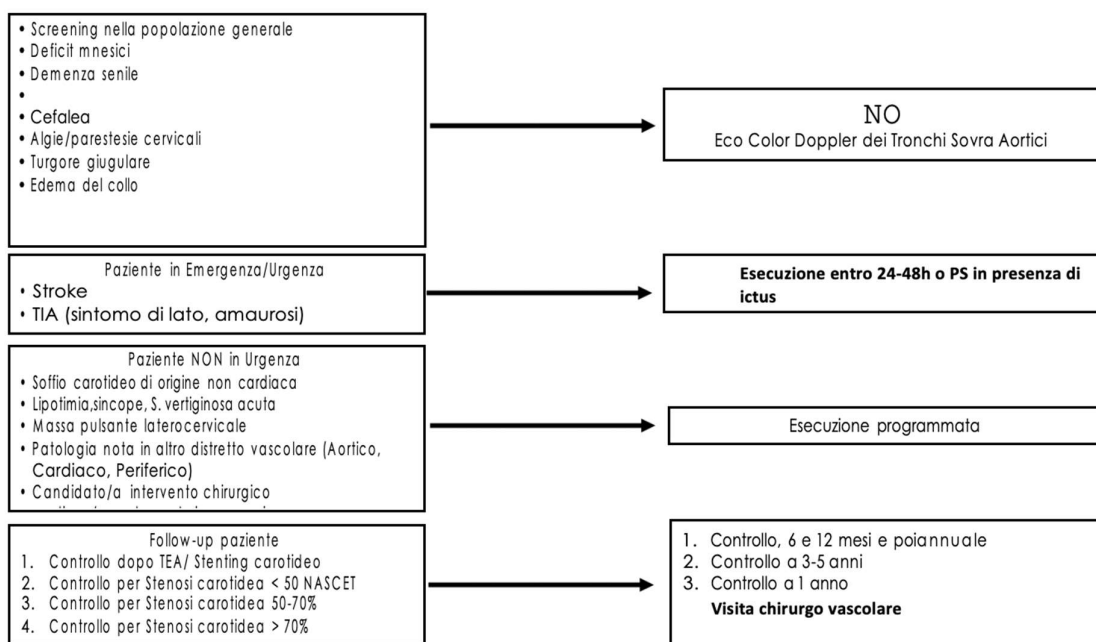 • Screening nella popolazione generale
• Deficit mnesici
• Demenza senile
•
• Cefalea
• Algie/parestesie cervicali
• Turgore giugulare
• Edema del collo
NO
Eco Color Doppler dei Tronchi Sovra Aortici
Paziente in Emergenza/Urgenza
• Stroke
• TIA (sintomo di lato, amaurosi)
Esecuzione entro 24-48h o PS in presenza di
ictus
Paziente NON in Urgenza
• Soffio carotideo di origine non cardiaca
• Lipotimia,sincope, S. vertiginosa acuta
• Massa pulsante laterocervicale
• Patologia nota in altro distretto vascolare (Aortico,
Cardiaco, Periferico)
• Candidato/a intervento chirurgico
Esecuzione programmata
Follow-up paziente
1. Controllo dopo TEA/ Stenting carotideo
2. Controllo per Stenosi carotidea < 50 NASCET
3. Controllo per Stenosi carotidea 50-70%
4. Controllo per Stenosi carotidea > 70%
1. Controllo, 6 e 12 mesi e poiannuale
2. Controllo a 3-5 anni
3. Controllo a 1 anno
Visita chirurgo vascolare